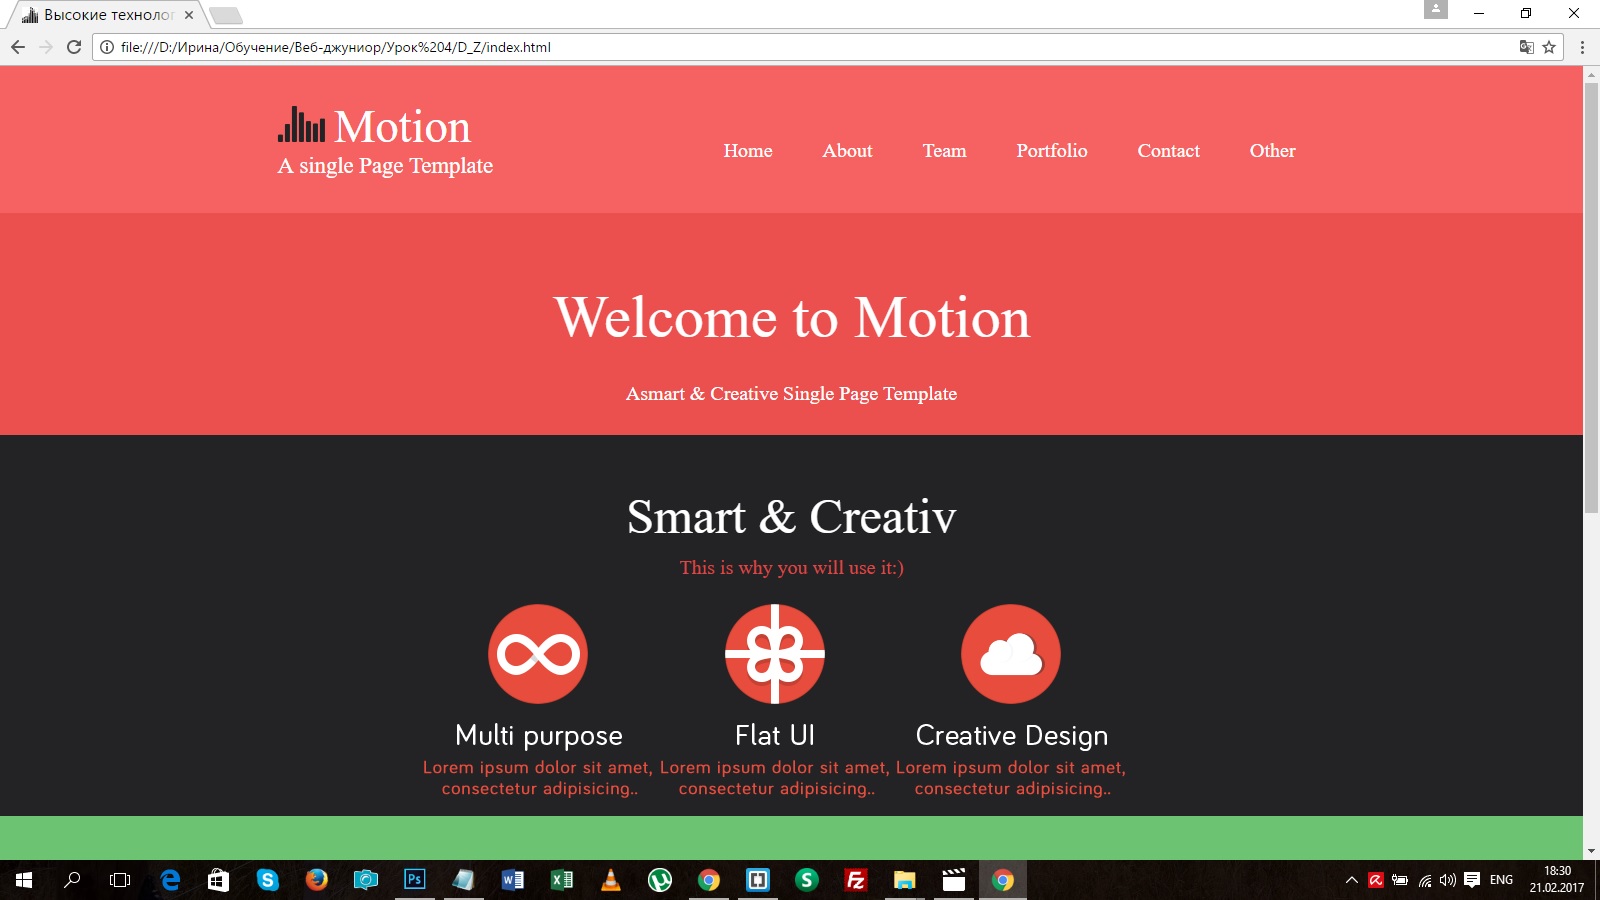 Высокие техноло
file:///D:/Ирина/Обучение/Веб-джуниор/Урок%204/D_Z/index.html
Motion
A single Page Template
Home About Team Portfolio Contact Other
Welcome to Motion
Asmart & Creative Single Page Template
Smart & Creativ
This is why you will use it:)
Multi purpose Flat UI Creative Design
Lorem ipsum dolor sit amet, Lorem ipsum dolor sit amet, Lorem ipsum dolor sit amet,
consectetur adipisicing.. consectetur adipisicing.. consectetur adipisicing..
Ps
ENG
18:30
21.02.2017